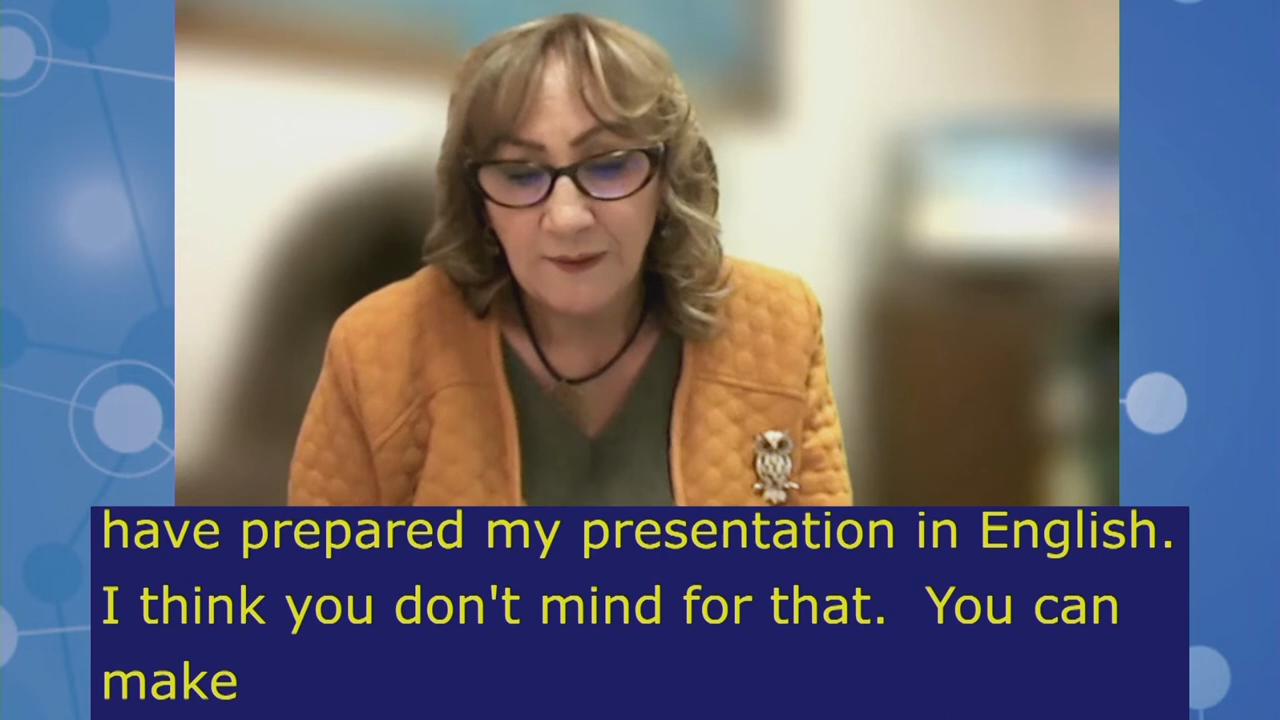 have prepared my presentation in English.
I think you don't mind for that.  You can
make